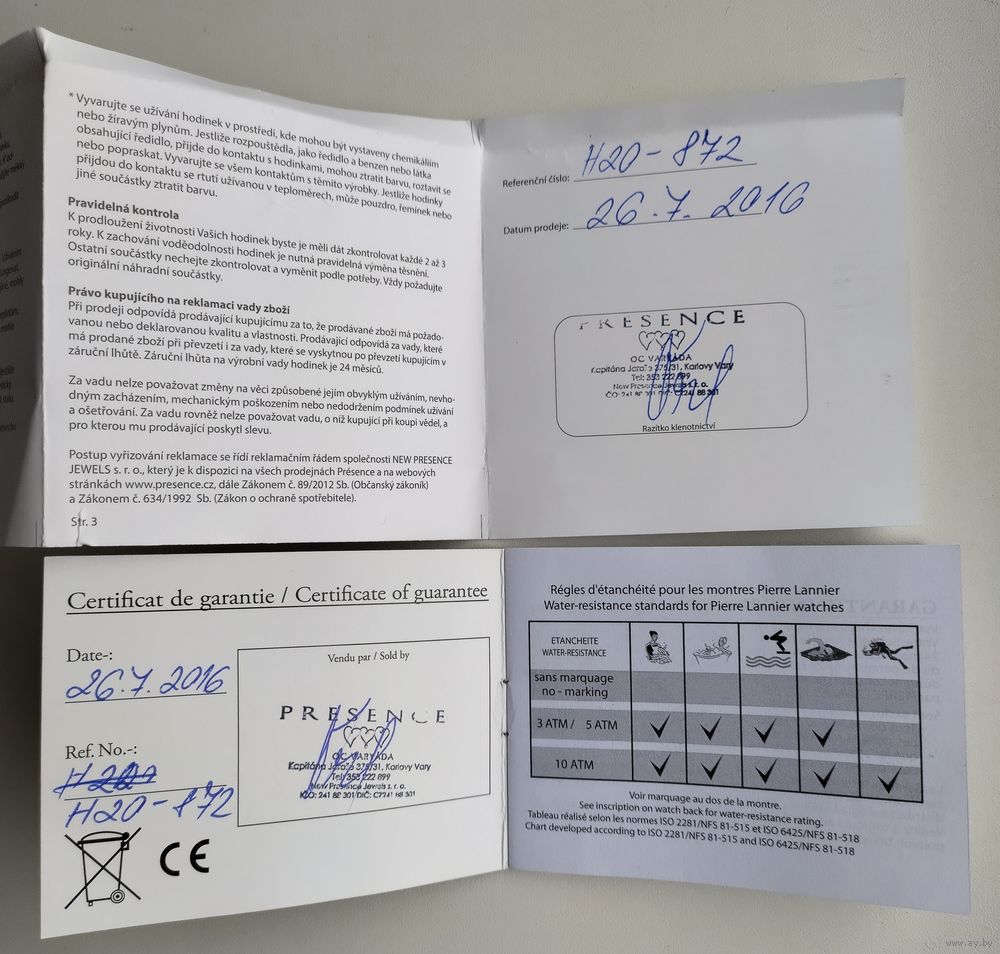 * Vyvarujte se užívání hodinek v prostředí, kde mohou být vystaveny chemikáliím
nebo žíravým plynům. Jestliže rozpouštědla, jako ředidlo a benzen nebo látka
obsahující ředidlo, přijde do kontaktu s hodinkami, mohou ztratit barvu, roztavit se
nebo popraskat. Vyvarujte se všem kontaktům s těmito výrobky. Jestliže hodinky
přijdou do kontaktu se rtutí užívanou v teploměrech, může pouzdro, řemínek nebo
jiné součástky ztratit barvu.
Pravidelná kontrola
K prodloužení životnosti Vašich hodinek byste je měli dát zkontrolovat každé 2 až 3
roky. K zachování voděodolnosti hodinek je nutná pravidelná výměna těsnění.
Ostatní součástky nechejte zkontrolovat a vyměnit podle potřeby. Vždy požadujte
originální náhradní součástky.
Právo kupujícího na reklamaci vady zboží
Při prodeji odpovídá prodávající kupujícímu za to, že prodávané zboží má požado-
vanou nebo deklarovanou kvalitu a vlastnosti. Prodávající odpovídá za vady, které
má prodané zboží při převzetí i za vady, které se vyskytnou po převzetí kupujícím v
záruční lhůtě. Záruční lhůta na výrobní vady hodinek je 24 měsíců.
Za vadu nelze považovat změny na věci způsobené jejím obvyklým užíváním, nevho-
dným zacházením, mechanickým poškozením nebo nedodržením podmínek užívání
a ošetřování. Za vadu rovněž nelze považovat vadu, o níž kupující při koupi vědel, a
pro kterou mu prodávající poskytl slevu.
Postup vyřizování reklamace se řídí reklamačním řádem společnosti NEW PRESENCE
JEWELS s. r. o., který je k dispozici na všech prodejnách Présence a na webových
stránkách www.presence.cz, dále Zákonem č. 89/2012 Sb. (Občanský zákoník)
a Zákonem č. 634/1992 Sb. (Zákon o ochraně spotřebitele).
Str. 3
Referenční číslo: H20-872
Datum prodeje: 26.7.2016
PRESENCE
OC VARYÁDA
Kapitána Jaroše 375/31, Karlovy Vary
Tel: 353 222 899
New Presence Jewels s. r. o.
Razítko klenotnictví
Certificat de garantie / Certificate of guarantee
Date-:
26.7.2016
Ref. No.-:
H20-872
CE
Vendu par / Sold by
PRESENCE
OC VARYÁDA
Kapitána Jaroše 375/31, Karlovy Vary
Tel: 353 222 899
New Presence Jewels s. r. o.
Régles d'étanchéité pour les montres Pierre Lannier
Water-resistance standards for Pierre Lannier watches
ETANCHEITE
WATER-RESISTANCE
sans marquage
no - marking
3 ATM / 5 ATM
10 ATM
Voir marquage au dos de la montre.
See inscription on watch back for water-resistance rating.
Tableau réalisé selon les normes ISO 2281/NFS 81-515 et ISO 6425/NFS 81-518
Chart developed according to ISO 2281/NFS 81-515 and ISO 6425/NFS 81-518
www.ay.by